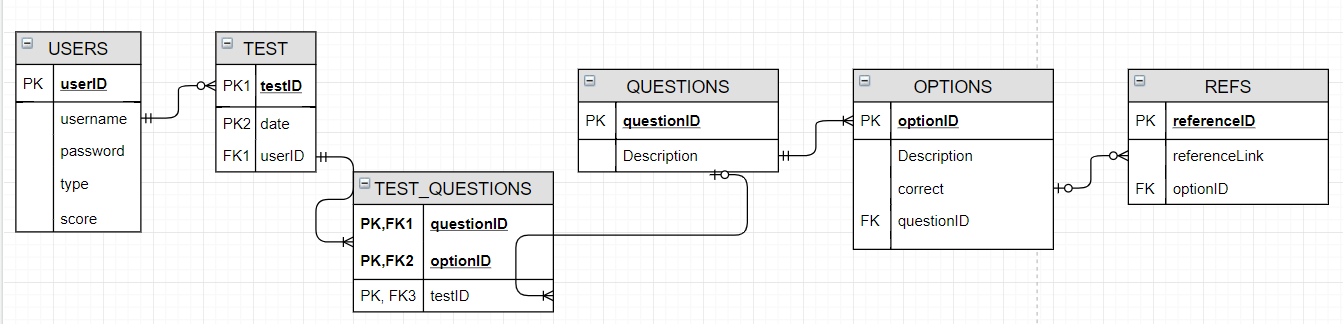 USERS
PK userID
username
password
type
score
TEST
PK1 testID
PK2 date
FK1 userID
TEST_QUESTIONS
PK,FK1 questionID
PK,FK2 optionID
PK, FK3 testID
QUESTIONS
PK questionID
Description
OPTIONS
PK optionID
Description
correct
FK questionID
REFS
PK referenceID
referenceLink
FK optionID